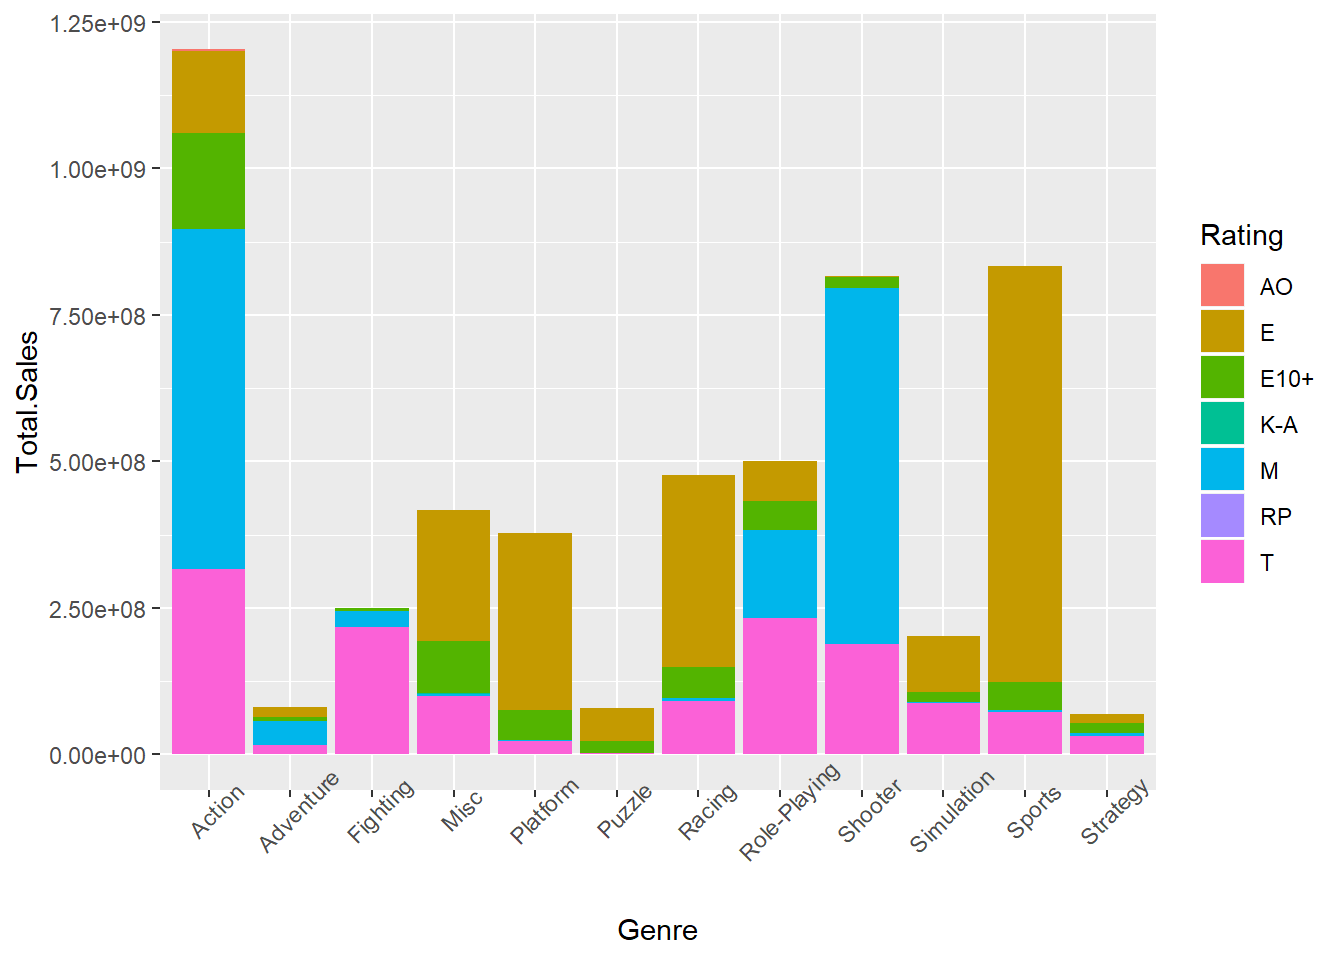 1.25e+09
1.00e+09
7.50e+08
5.00e+08
2.50e+08
0.00e+00
Total.Sales
Action
Adventure
Fighting
Misc
Platform
Puzzle
Racing
Role-Playing
Shooter
Simulation
Sports
Strategy
Genre
Rating
AO
E
E10+
K-A
M
RP
T